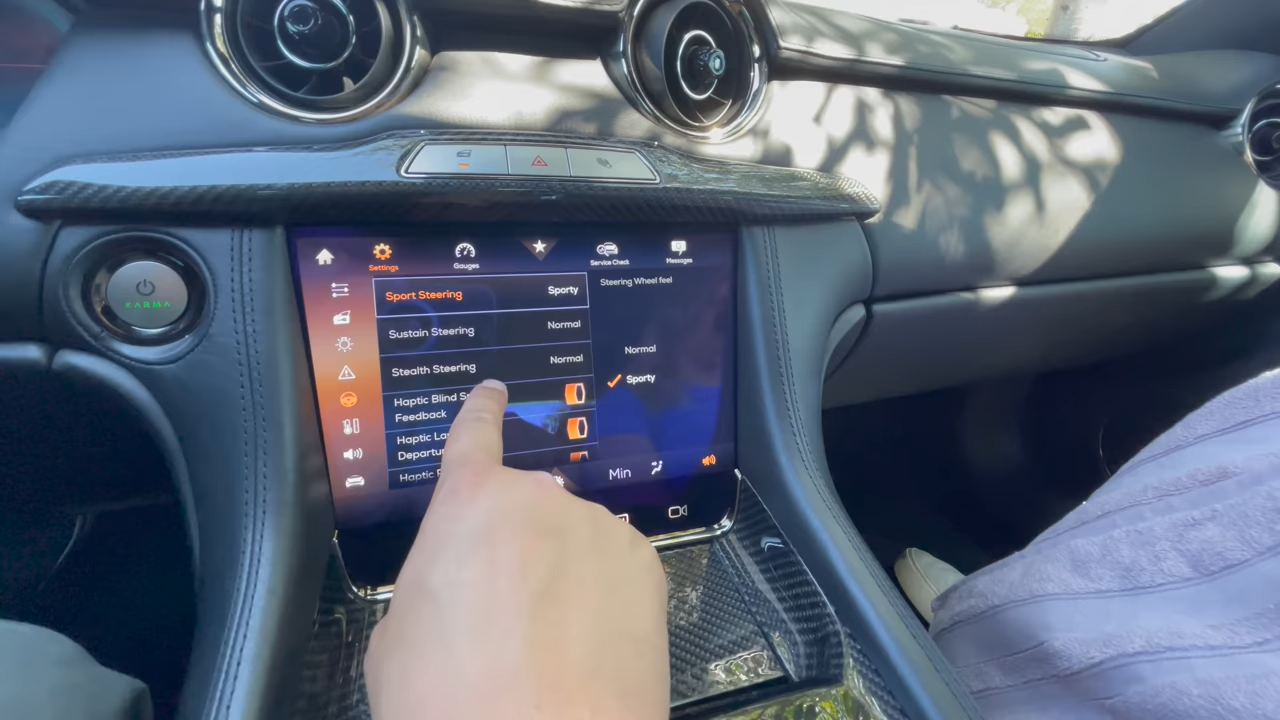 KARMA
Settings
Gauges
Service Check
Messages
Sport Steering Sporty
Steering Wheel feel
Sustain Steering Normal
Stealth Steering Normal
Normal
Sporty
Haptic Blind
Feedback
Haptic
Haptic
Min